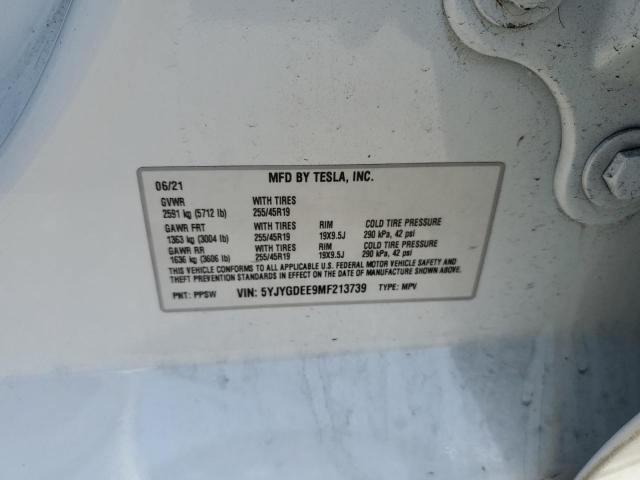 MFD BY TESLA, INC.
06/21
GVWR WITH TIRES
2591 kg (5712 lb) 255/45R19
GAWR FRT WITH TIRES RIM COLD TIRE PRESSURE
1363 kg (3004 lb) 255/45R19 19X9.5J 290 kPa, 42 psi
GAWR RR WITH TIRES RIM COLD TIRE PRESSURE
1636 kg (3606 lb) 255/45R19 19X9.5J 290 kPa, 42 psi
THIS VEHICLE CONFORMS TO ALL APPLICABLE U.S. FEDERAL MOTOR VEHICLE SAFETY AND
THEFT PREVENTION STANDARDS IN EFFECT ON THE DATE OF MANUFACTURE SHOWN ABOVE.
PNT: PPSW VIN: 5YJYGDEE9MF213739 TYPE: MPV